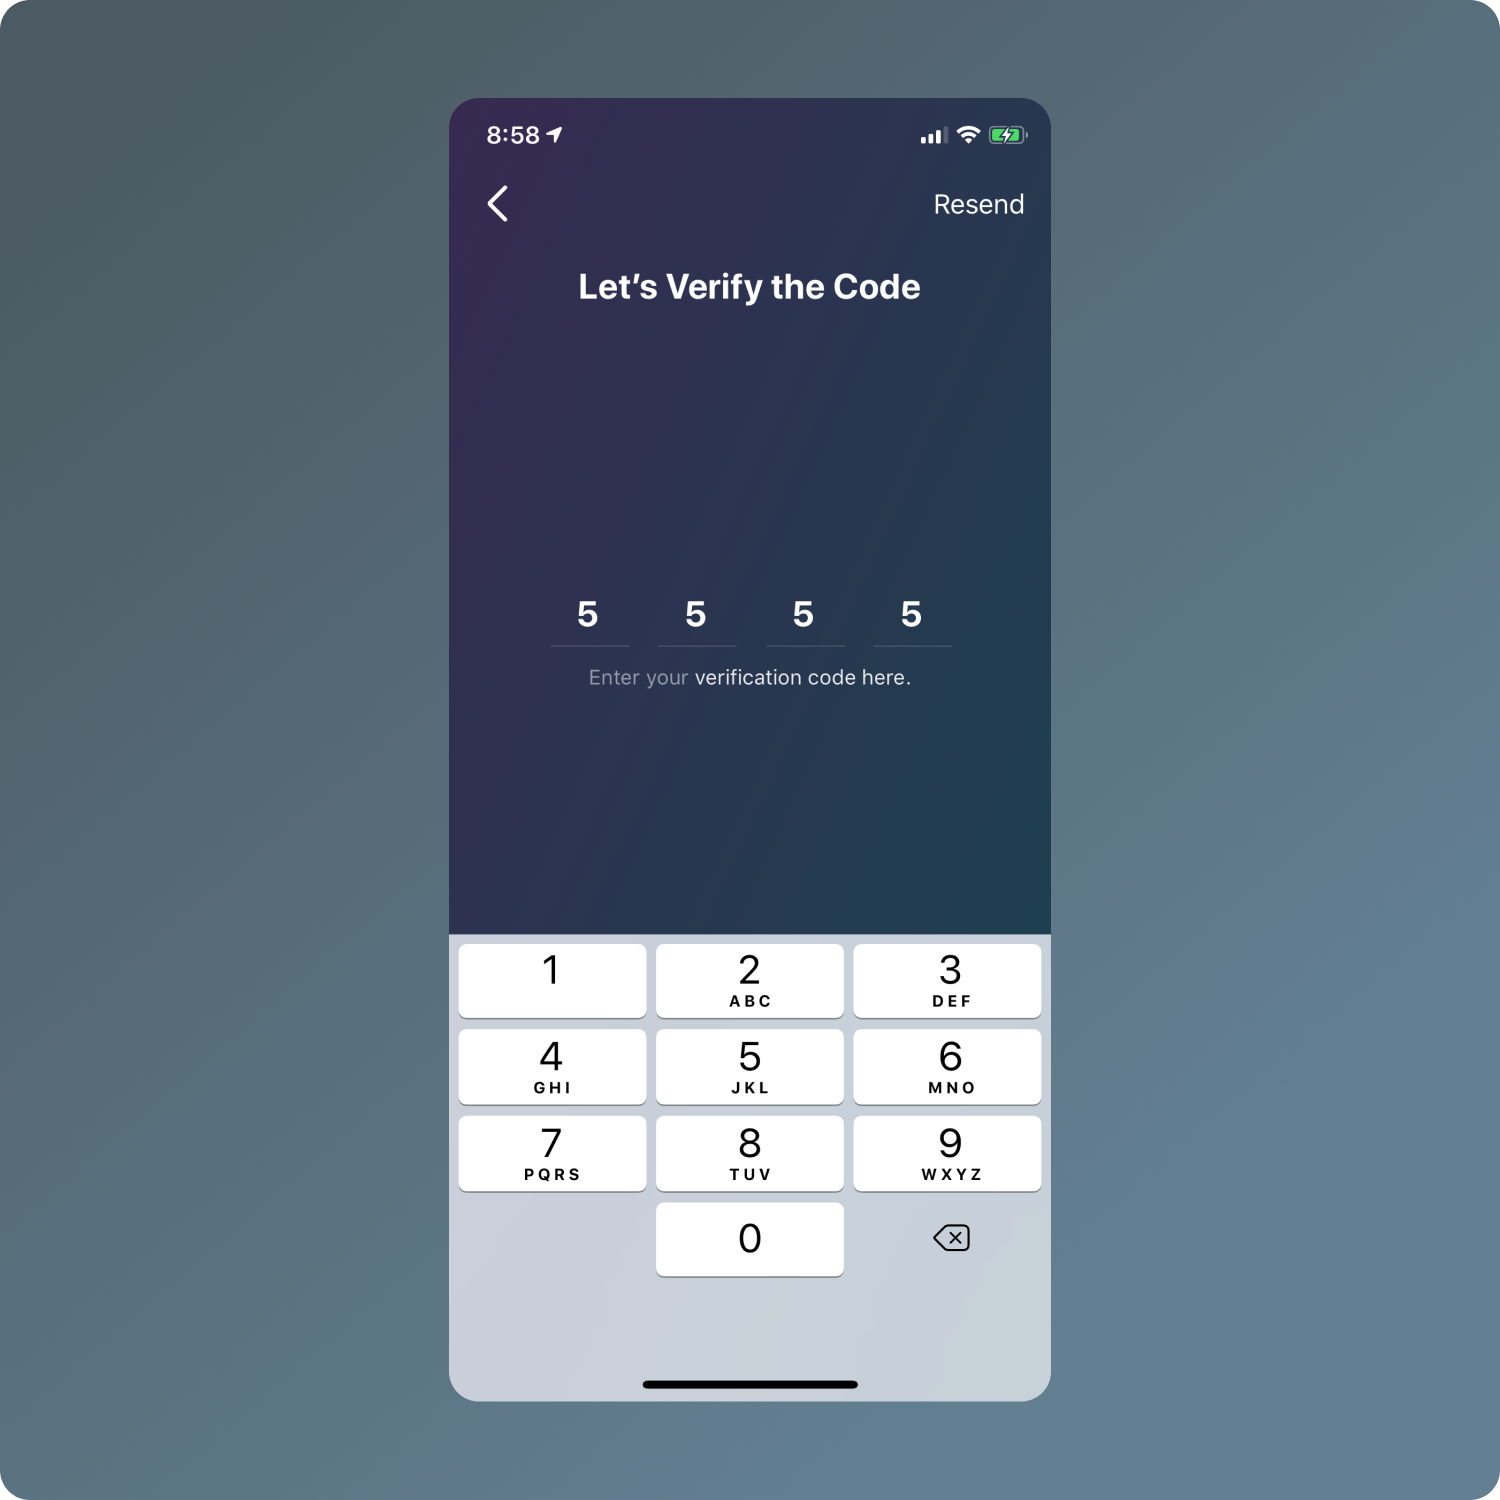 8:58
Resend
Let’s Verify the Code
5 5 5 5
Enter your verification code here.
1 2 3
ABC DEF
4 5 6
GHI JKL MNO
7 8 9
PQRS TUV WXYZ
0